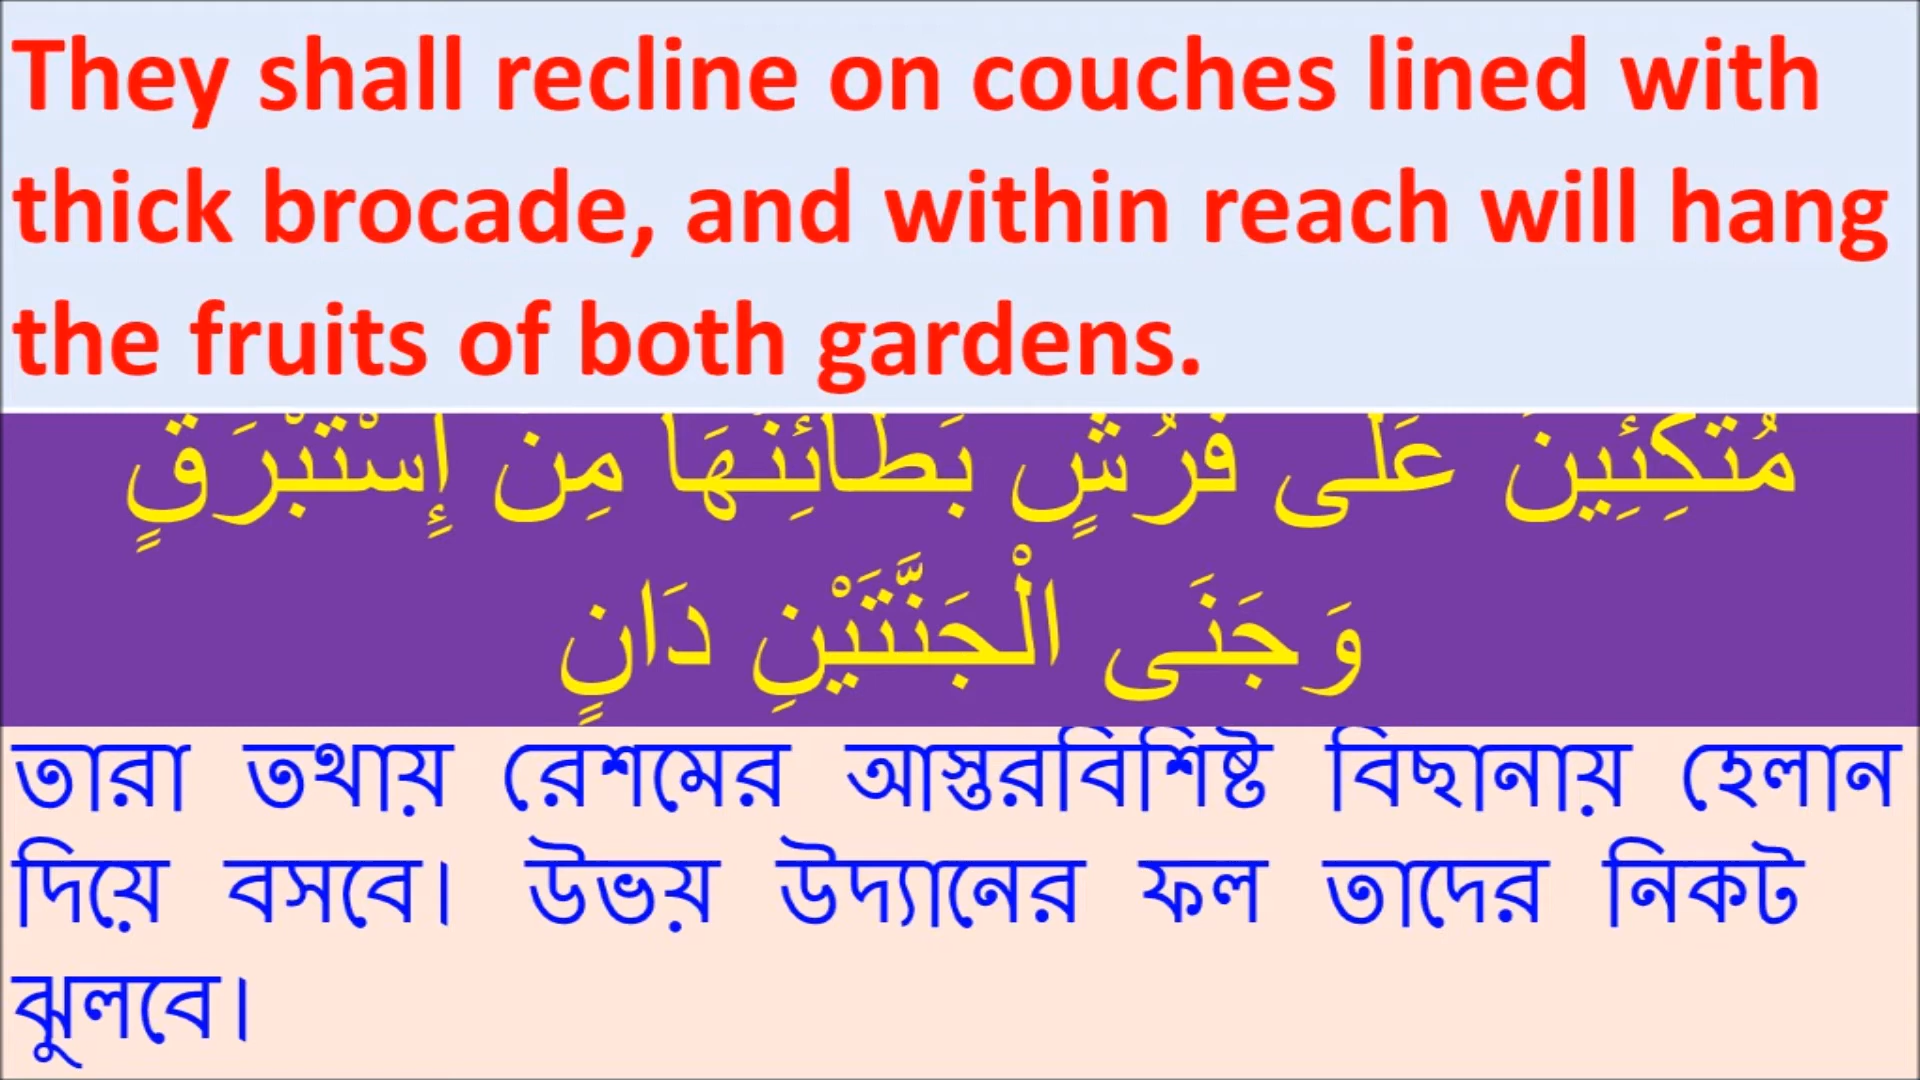 They shall recline on couches lined with
thick brocade, and within reach will hang
the fruits of both gardens.
مُتَكِئِينَ عَلَى فُرُشٍ بَطَائِنُهَا مِنْ إِسْتَبْرَقٍ
وَجَنَى الْجَنَّتَيْنِ دَانٍ
তারা তথায় রেশমের আস্তরবিশিষ্ট বিছানায় হেলান
দিয়ে বসবে। উভয় উদ্যানের ফল তাদের নিকট
ঝুলবে।